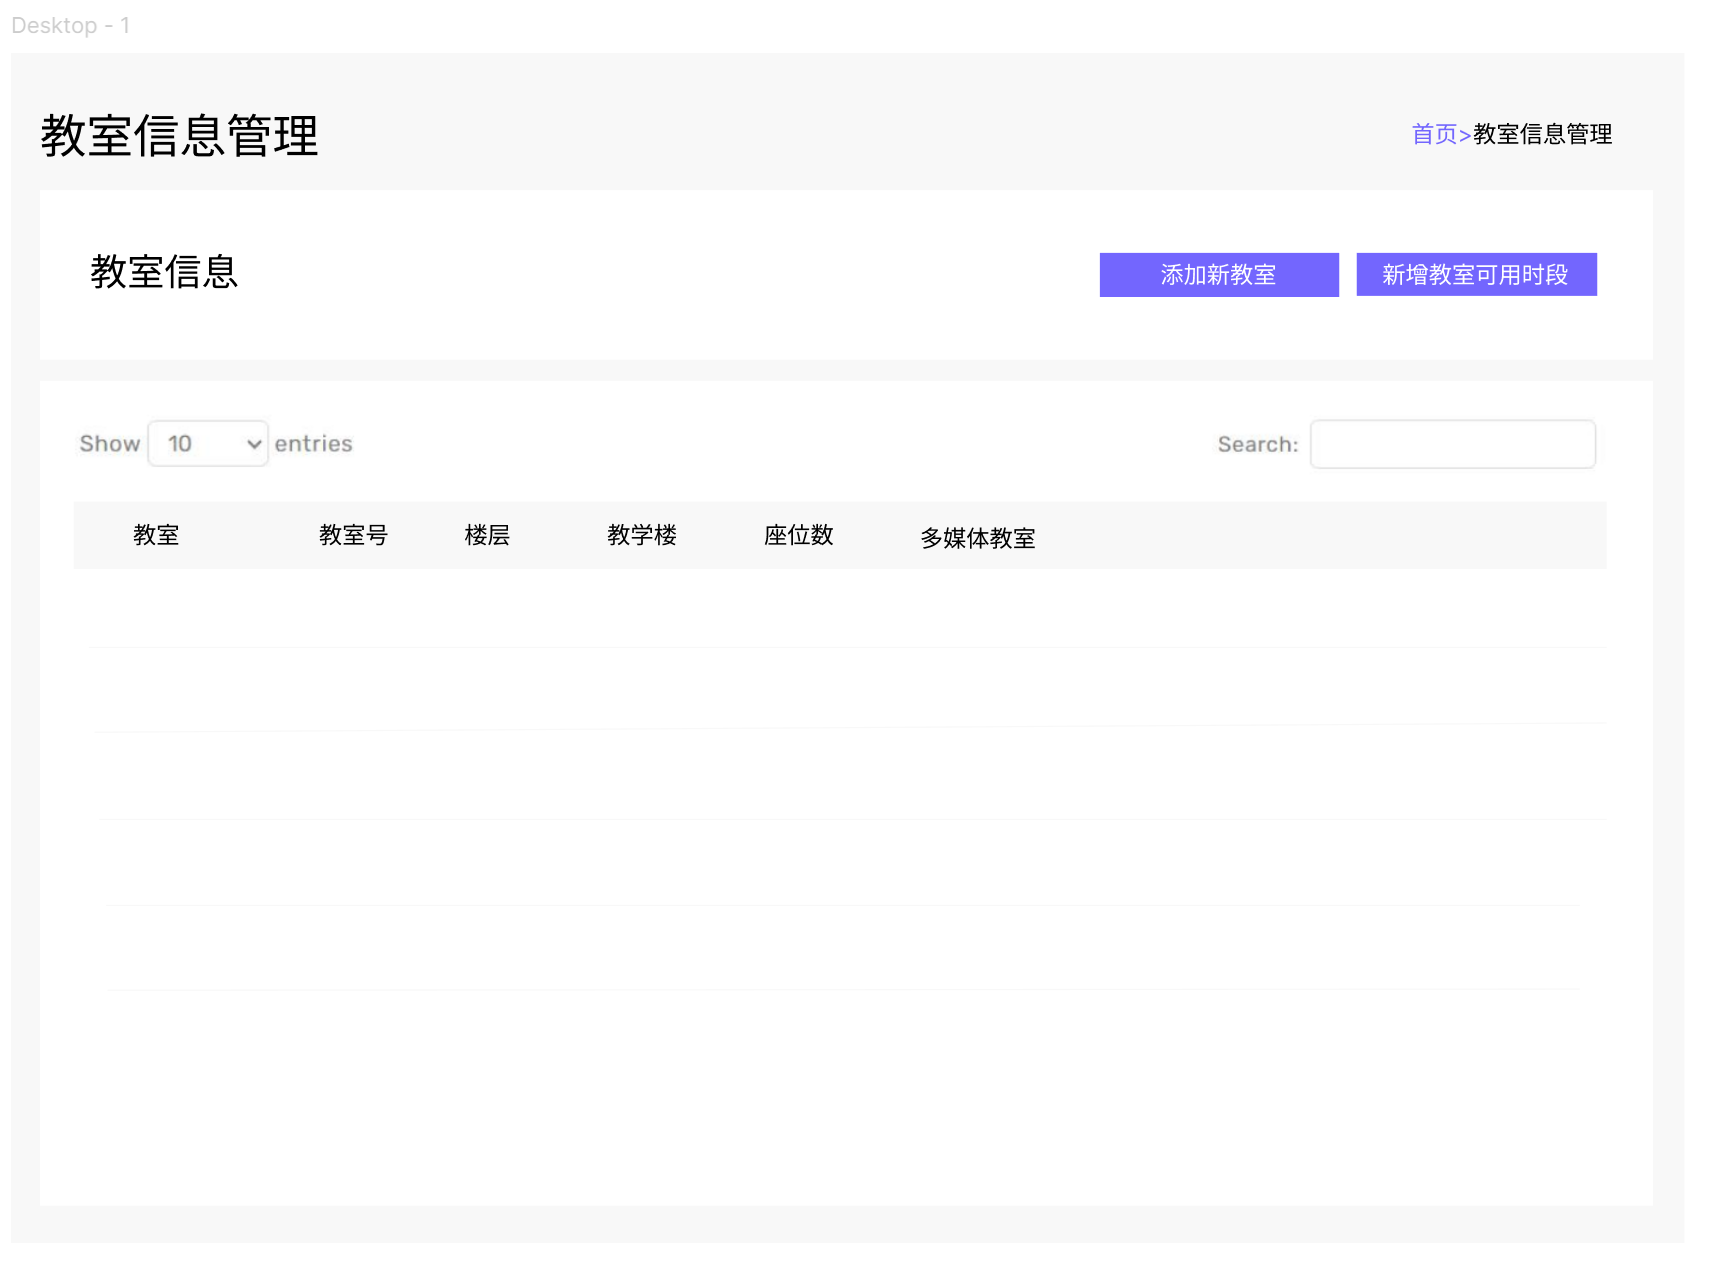 Desktop - 1
教室信息管理
首页>教室信息管理
教室信息
添加新教室
新增教室可用时段
Show 10 entries
Search:
教室 教室号 楼层 教学楼 座位数 多媒体教室